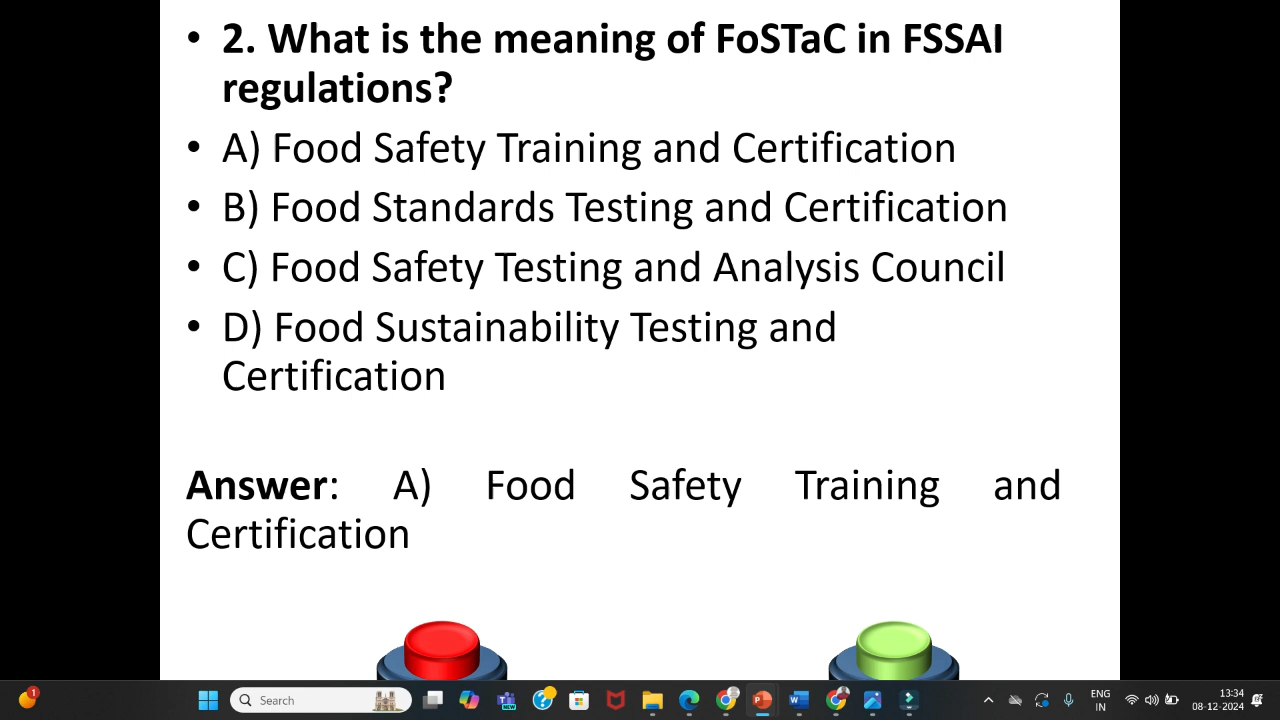 • 2. What is the meaning of FoSTaC in FSSAI
regulations?
• A) Food Safety Training and Certification
• B) Food Standards Testing and Certification
• C) Food Safety Testing and Analysis Council
• D) Food Sustainability Testing and
Certification
Answer: A) Food Safety Training and
Certification
1
Search
NEW
ENG
IN
13:34
08-12-2024